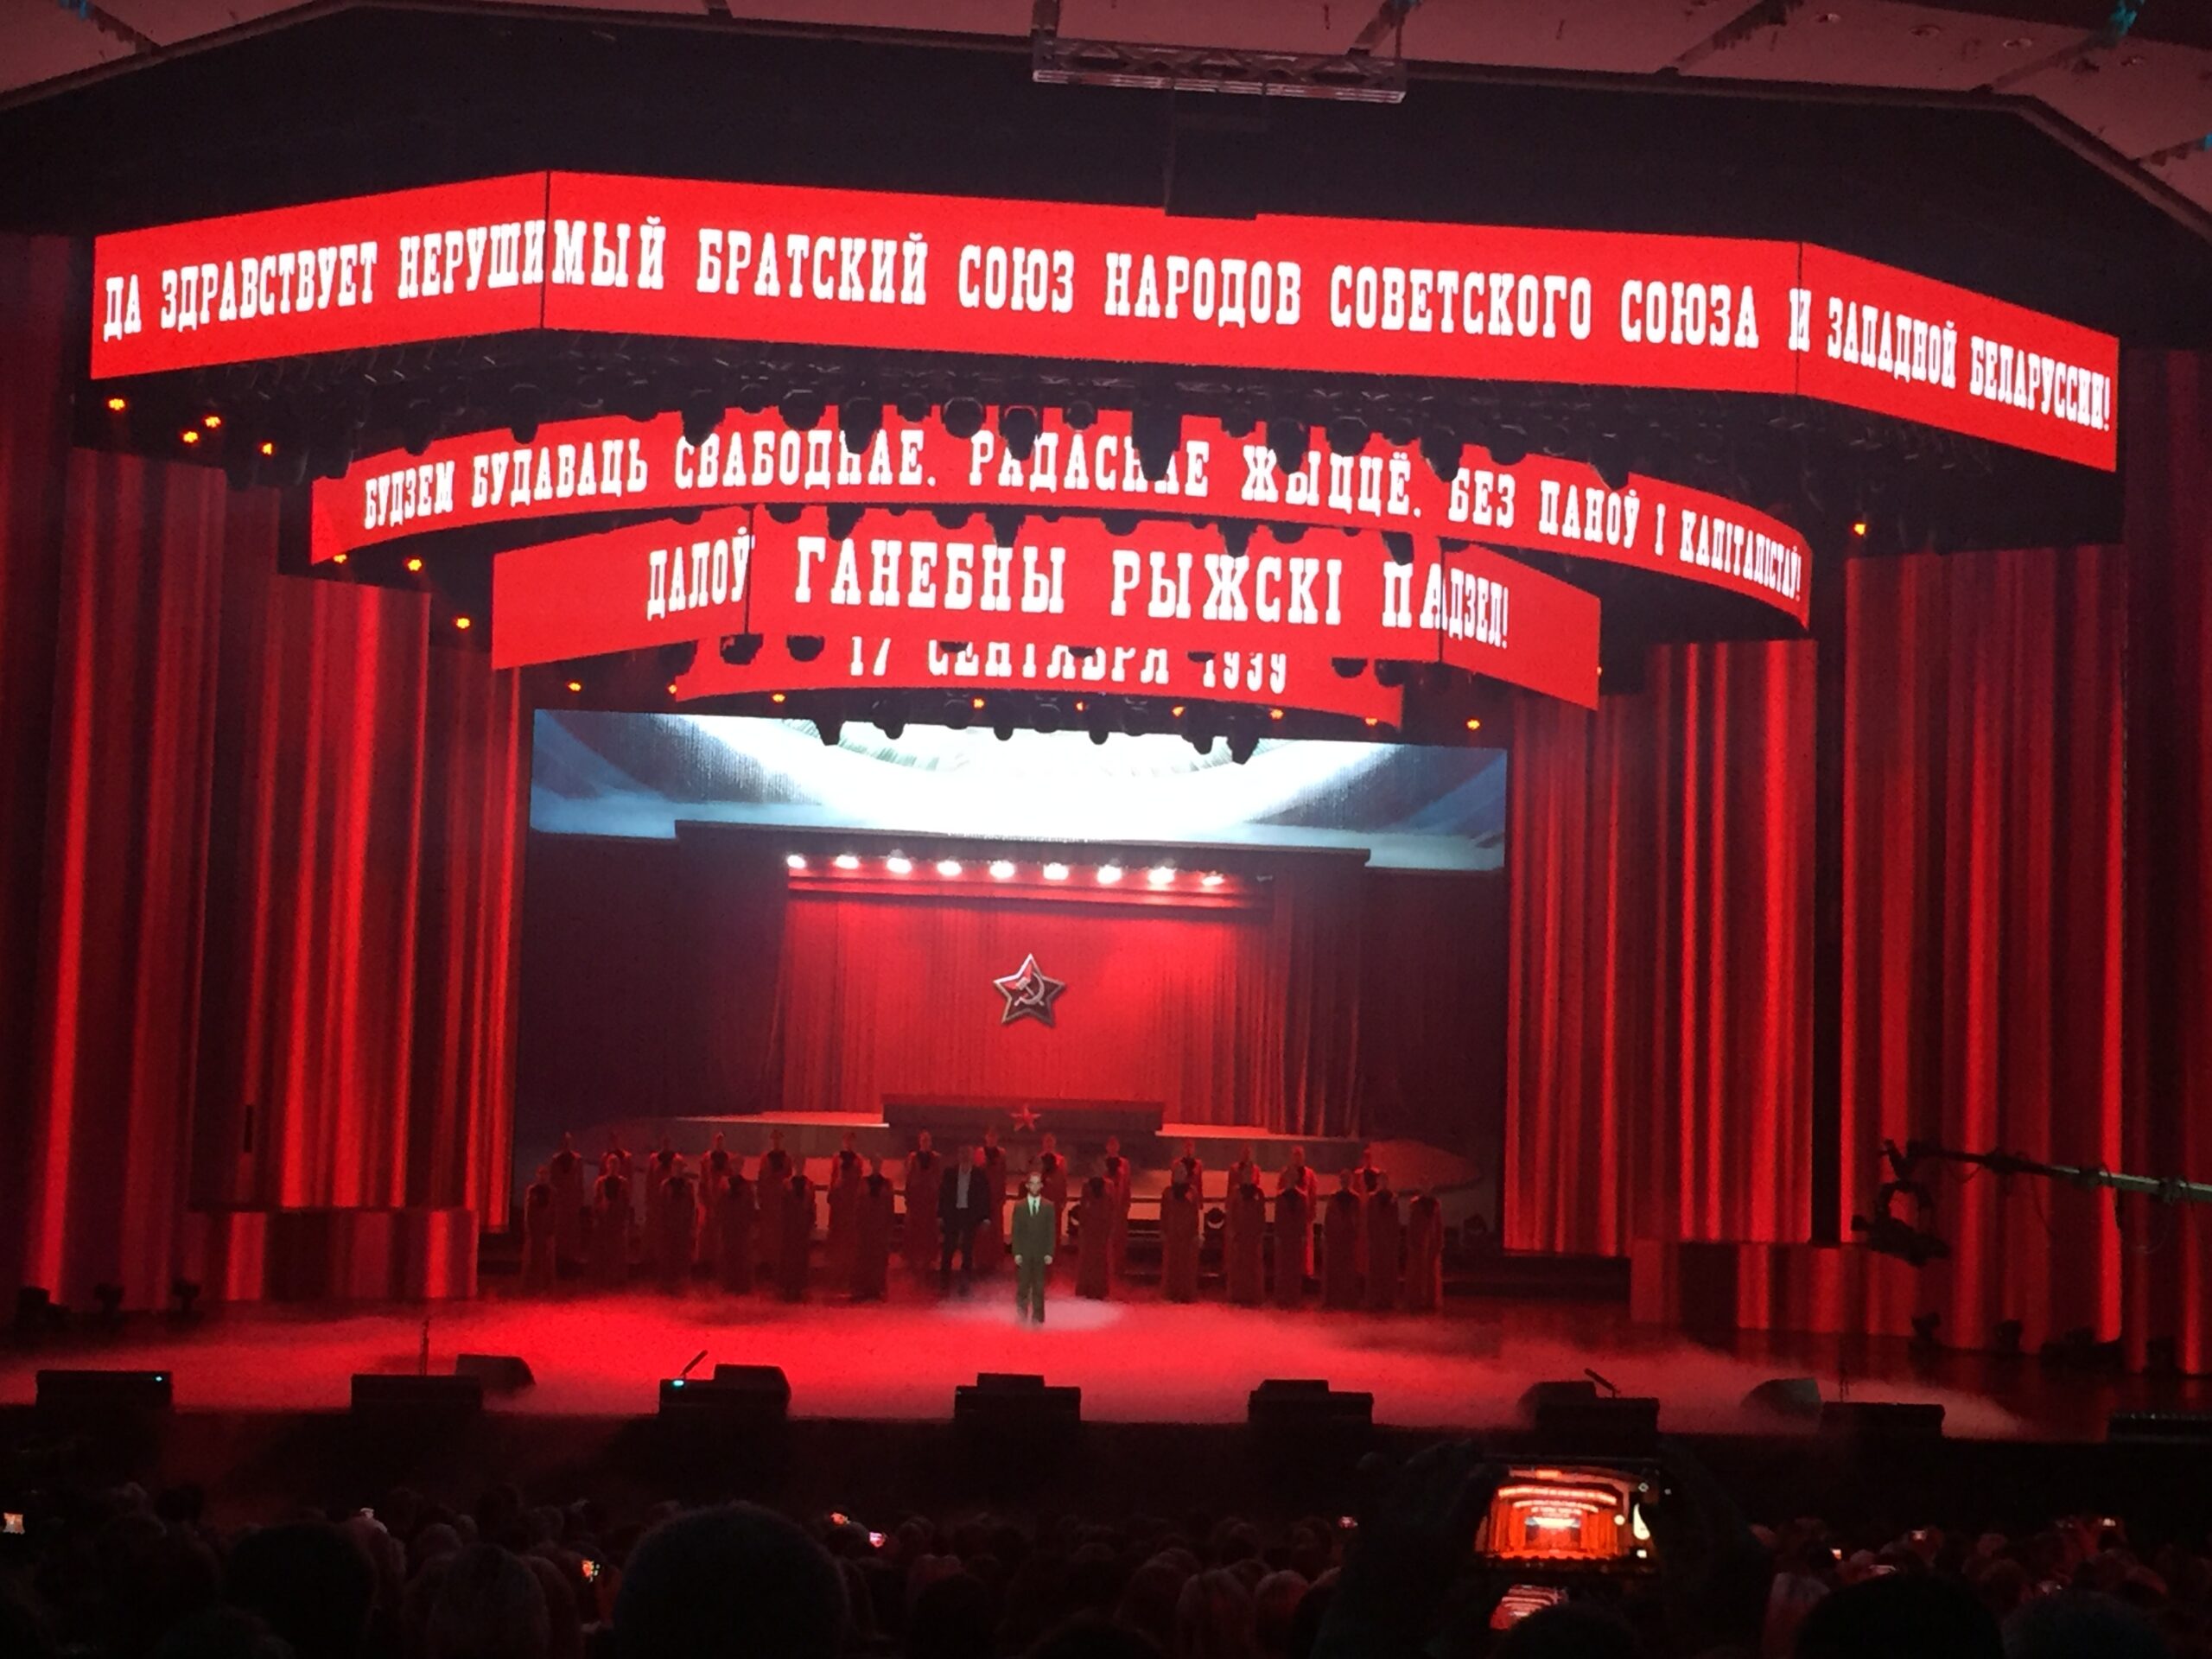 ДА ЗДРАВСТВУЕТ НЕРУШИМЫЙ БРАТСКИЙ СОЮЗ НАРОДОВ СОВЕТСКОГО СОЮЗА И ЗАПАДНОЙ БЕЛАРУССИИ!
БУДЗЕМ БУДАВАЦЬ СВАБОДНАЕ. РАДАСНАЕ ЖЫЦЦЁ. БЕЗ ПАНОЎ І КАПІТАЛІСТАЎ!
ДАЛОЎ ГАНЕБНЫ РЫЖСКІ ПАДЗЕЛ!
17 СЕНТЯБРЯ 1939